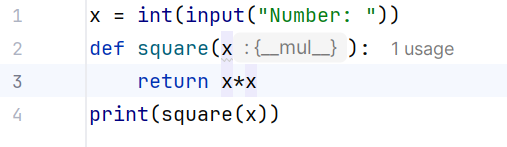 1 x = int(input("Number: "))
2 def square(x : {__mul__} ): 1 usage
3     return x*x
4 print(square(x))